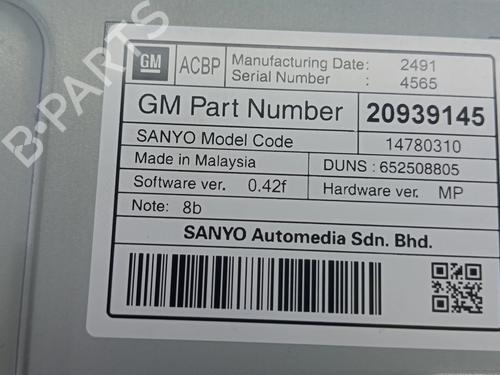 B-PARTS
GM ACBP Manufacturing Date: 2491
Serial Number : 4565
GM Part Number 20939145
SANYO Model Code 14780310
Made in Malaysia DUNS : 652508805
Software ver. 0.42f Hardware ver. MP
Note: 8b
SANYO Automedia Sdn. Bhd.